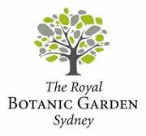 The Royal
BOTANIC GARDEN
Sydney